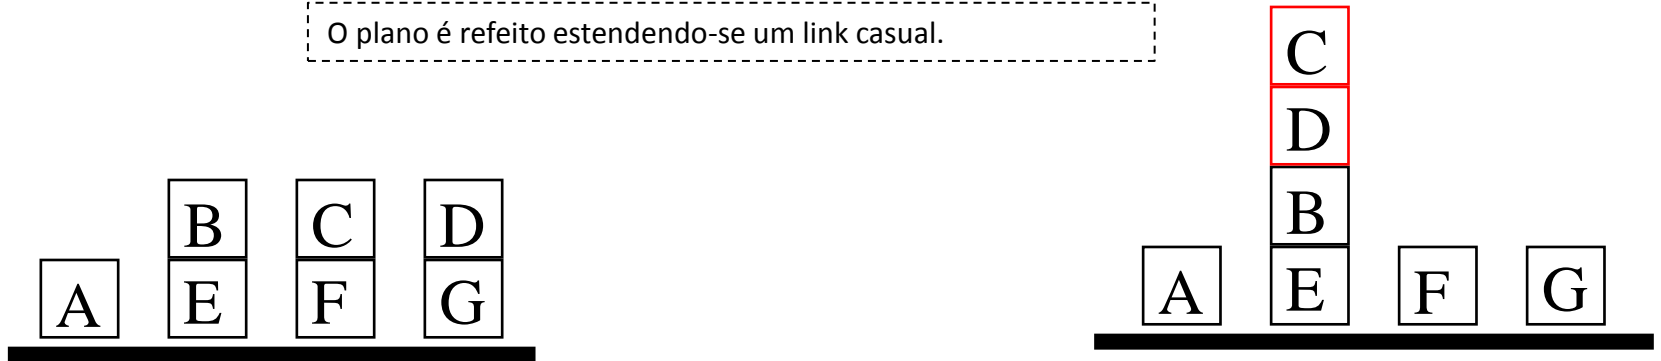 O plano é refeito estendendo-se um link casual.
C
D
B C D B
A E F G A E F G